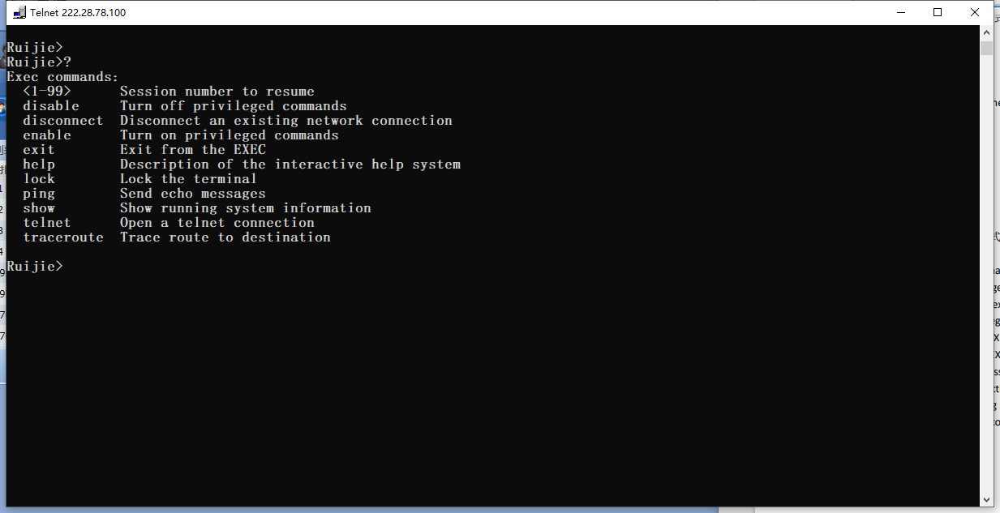 Telnet 222.28.78.100
Ruijie>
Ruijie>?
Exec commands:
<1-99> Session number to resume
disable Turn off privileged commands
disconnect Disconnect an existing network connection
enable Turn on privileged commands
exit Exit from the EXEC
help Description of the interactive help system
lock Lock the terminal
ping Send echo messages
show Show running system information
telnet Open a telnet connection
traceroute Trace route to destination
Ruijie>